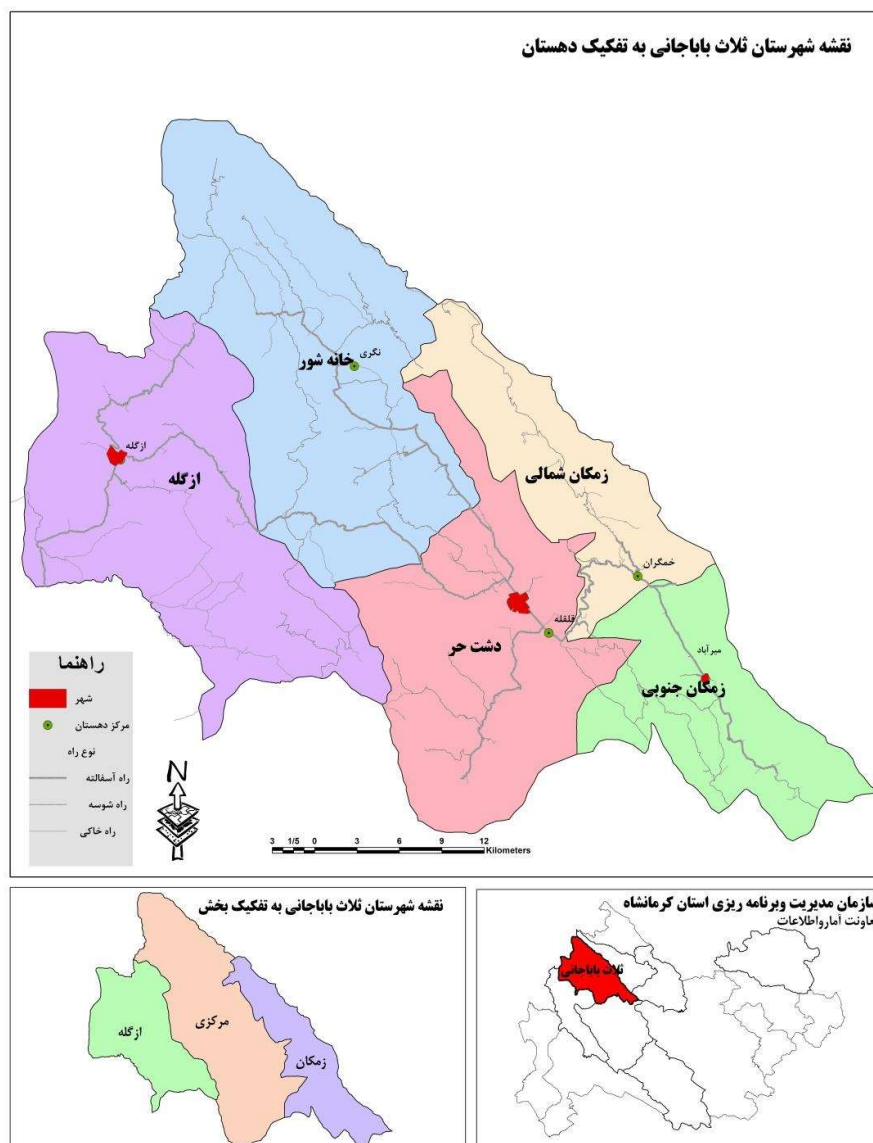 نقشه شهرستان ثلاث باباجانی به تفکیک دهستان
نگری
خانه شور
ازگله
ازگله
زمکان شمالی
خمگران
قلقله
دشت حر
میرآباد
زمکان جنوبی
راهنما
شهر
مرکز دهستان
نوع راه
راه آسفالته
راه شوسه
راه خاکی
N
3 1/5 0 3 6 9 12
Kilometers
نقشه شهرستان ثلاث باباجانی به تفکیک بخش
ازگله
مرکزی
زمکان
سازمان مدیریت وبرنامه ریزی استان کرمانشاه
معاونت آمارواطلاعات
ثلاث باباجانی